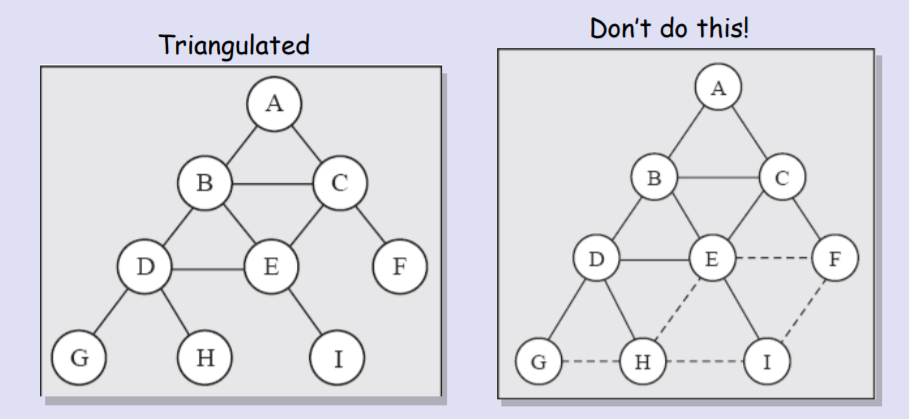 Triangulated
A
B C
D E F
G H I
Don't do this!
A
B C
D E F
G H I